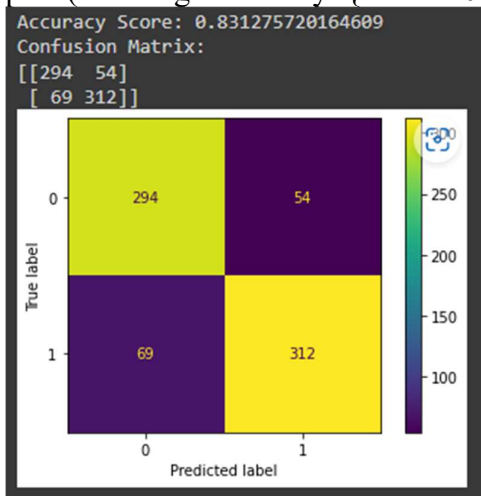 Accuracy Score: 0.831275720164609
Confusion Matrix:
[[294  54]
 [ 69 312]]
250
0
294
54
200
True label
150
1
69
312
100
0
1
Predicted label